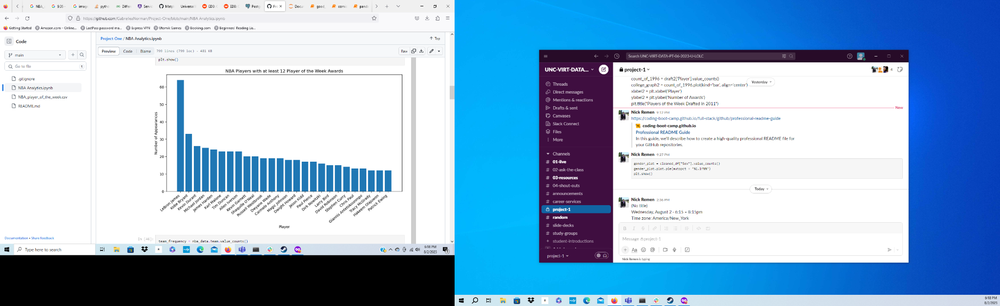 NBA_
9:35 -
image
pytho
Differ
Servic
Matpl
Universal
EDBI
EDBI
Postg
Pro
Docu
good_
comic
pand
https://github.com/GabrelleaNorman/Project-One/blob/main/NBA Analytics.ipynb
Getting Started
Amazon.com – Online...
LastPass password ma...
Express VPN
Utomik Games
Booking.com
Beginners' Reading Lis...
Code
main
Go to file
t
.gitignore
NBA Analytics.ipynb
NBA_player_of_the_week.csv
README.md
Documentation • Share feedback
Project-One / NBA Analytics.ipynb
Top
Preview
Code
Blame
799 lines (799 loc) · 481 KB
Raw
plt.show()
NBA Players with at least 12 Player of the Week Awards
Number of Appearances
60
50
40
30
20
10
0
LeBron James
Kobe Bryant
Kevin Durant
Michael Jordan
James Harden
Karl Malone
Tim Duncan
Allen Iverson
Kevin Garnett
Shaquille O'Neal
Russell Westbrook
Dwyane Wade
Carmelo Anthony
Magic Johnson
Dwight Howard
Jason Kidd
Paul Pierce
Dirk Nowitzki
Larry Bird
David Robinson
Stephen Curry
Chris Paul
Giannis Antetokounmpo
Tracy McGrady
Hakeem Olajuwon
Patrick Ewing
Player
In [46]:
team_frequency = nba_data.Team.value_counts()
Type here to search
6:18 PM
8/2/2023
Search UNC-VIRT-DATA-PT-06-2023-U-LOLC
UNC-VIRT-DATA...
Threads
Direct messages
Mentions & reactions
Drafts & sent
Canvases
Slack Connect
Files
More
Channels
# 01-live
# 02-ask-the-class
# 03-resources
# 04-shout-outs
# announcements
# career-services
project-1
# random
# slide-decks
# study-groups
+ student-introductions
project-1
project-1
4
count_of_1996 = draft2['Player'].value_counts()
college_graph2 = count_of_1996.plot(kind='bar', align='center')
xlabel2 = plt.xlabel('Player')
ylabel2 = plt.ylabel('Number of Awards')
plt.title("Players of the Week Drafted in 2011")
Yesterday
New
Nick Remen 9:12 PM
https://coding-boot-camp.github.io/full-stack/github/professional-readme-guide
coding-boot-camp.github.io
Professional README Guide
In this guide, we'll describe how to create a high-quality professional README file for
your GitHub repositories.
Nick Remen 9:27 PM
gender_plot = cleaned_df["Sex"].value_counts()
gender_plot.plot.pie(autopct = "%1.1f%%")
plt.show()
Today
Nick Remen 2:36 PM
(No title)
Wednesday, August 2 · 6:15 – 8:15pm
Time zone: America/New_York
Message project-1
Nick Remen is typing
6:18 PM
8/2/2023